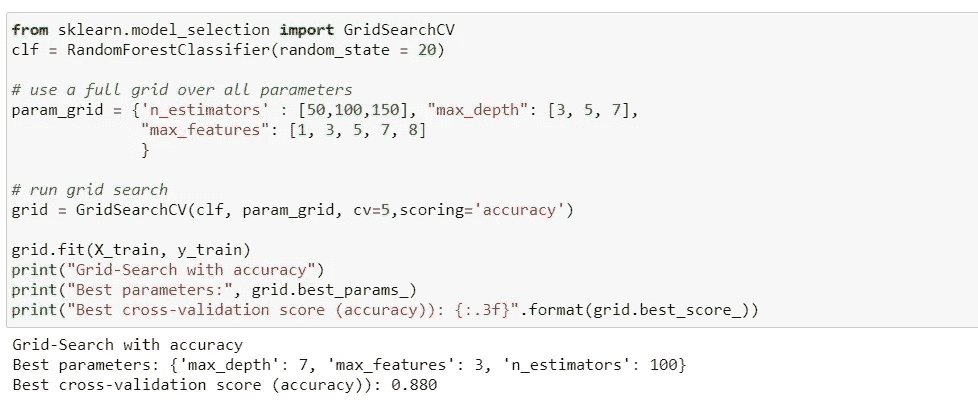 from sklearn.model_selection import GridSearchCV
clf = RandomForestClassifier(random_state = 20)
# use a full grid over all parameters
param_grid = {'n_estimators' : [50,100,150], "max_depth": [3, 5, 7],
"max_features": [1, 3, 5, 7, 8]
}
# run grid search
grid = GridSearchCV(clf, param_grid, cv=5,scoring='accuracy')
grid.fit(X_train, y_train)
print("Grid-Search with accuracy")
print("Best parameters:", grid.best_params_)
print("Best cross-validation score (accuracy)): {:.3f}".format(grid.best_score_))
Grid-Search with accuracy
Best parameters: {'max_depth': 7, 'max_features': 3, 'n_estimators': 100}
Best cross-validation score (accuracy)): 0.880